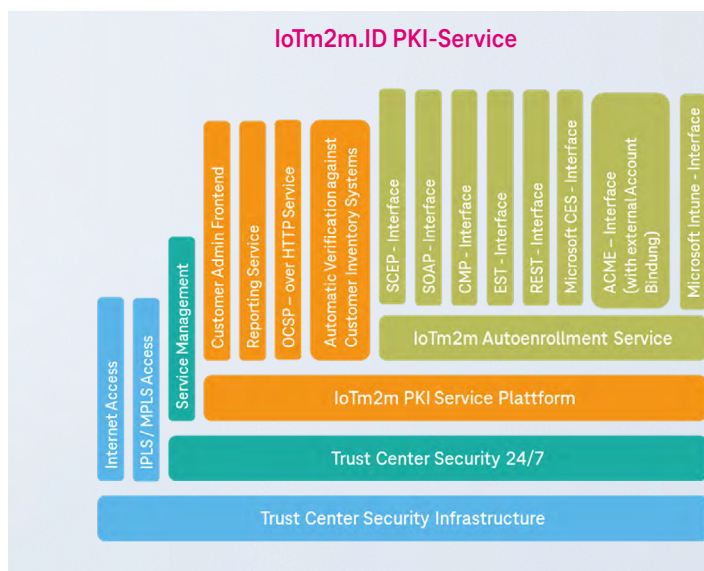 IoTm2m.ID PKI-Service
Internet Access
IPLS / MPLS Access
Service Management
Customer Admin Frontend
Reporting Service
OCSP – over HTTP Service
Automatic Verification against
Customer Inventory Systems
SCEP - Interface
SOAP - Interface
CMP - Interface
EST - Interface
REST - Interface
Microsoft CES - Interface
ACME – Interface
(with external Account
Bindung)
Microsoft Intune - Interface
IoTm2m Autoenrollment Service
IoTm2m PKI Service Plattform
Trust Center Security 24/7
Trust Center Security Infrastructure